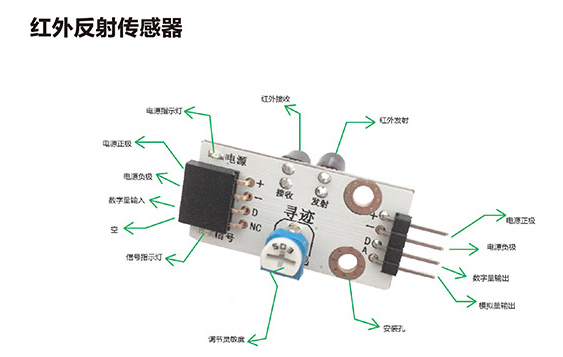 红外反射传感器
电源指示灯
红外接收
红外发射
电源正极
电源负极
数字量输入
空
信号指示灯
调节灵敏度
安装孔
电源正极
电源负极
数字量输出
模拟量输出
电源
接收
发射
寻迹
+
-
D
NC
信号
+
-
D
A